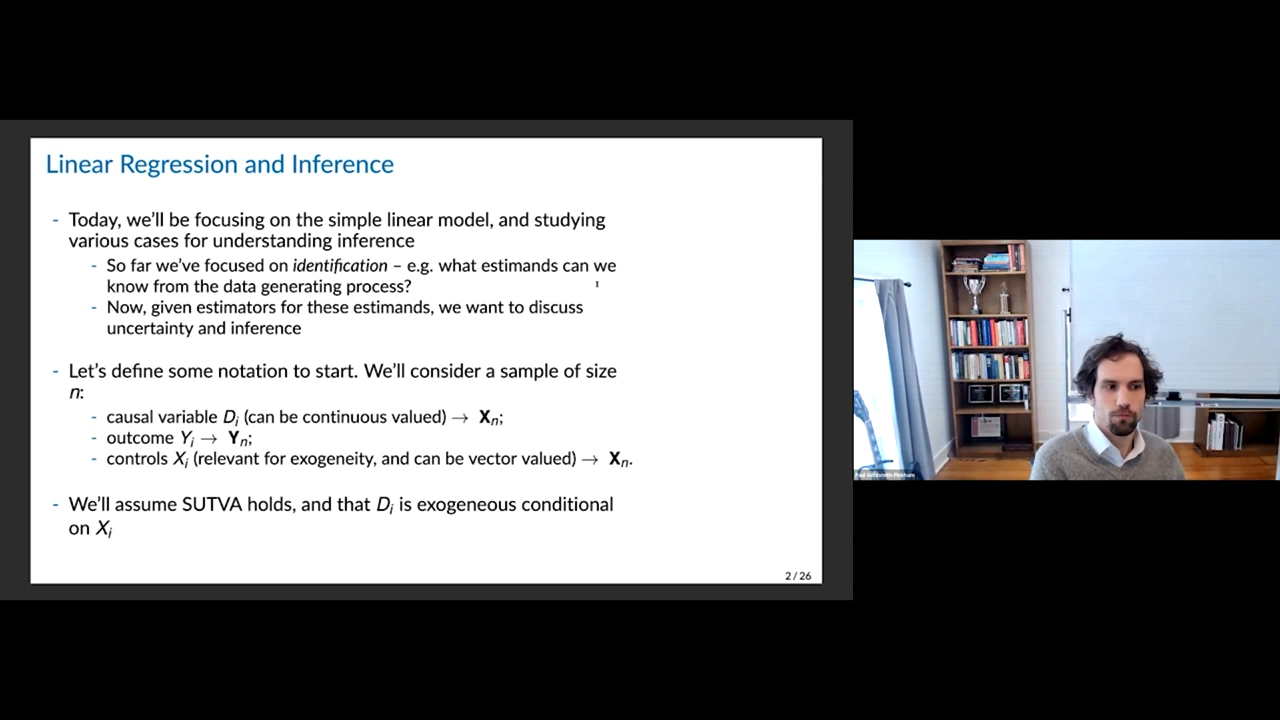 Linear Regression and Inference
- Today, we'll be focusing on the simple linear model, and studying
various cases for understanding inference
- So far we've focused on identification – e.g. what estimands can we
know from the data generating process?
- Now, given estimators for these estimands, we want to discuss
uncertainty and inference
- Let's define some notation to start. We'll consider a sample of size
n:
- causal variable Dᵢ (can be continuous valued) → 𝐗ₙ;
- outcome Yᵢ → 𝐘ₙ;
- controls Xᵢ (relevant for exogeneity, and can be vector valued) → 𝐗ₙ.
- We'll assume SUTVA holds, and that Dᵢ is exogeneous conditional
on Xᵢ
2 / 26
Paul Goldsmith-Pinkham